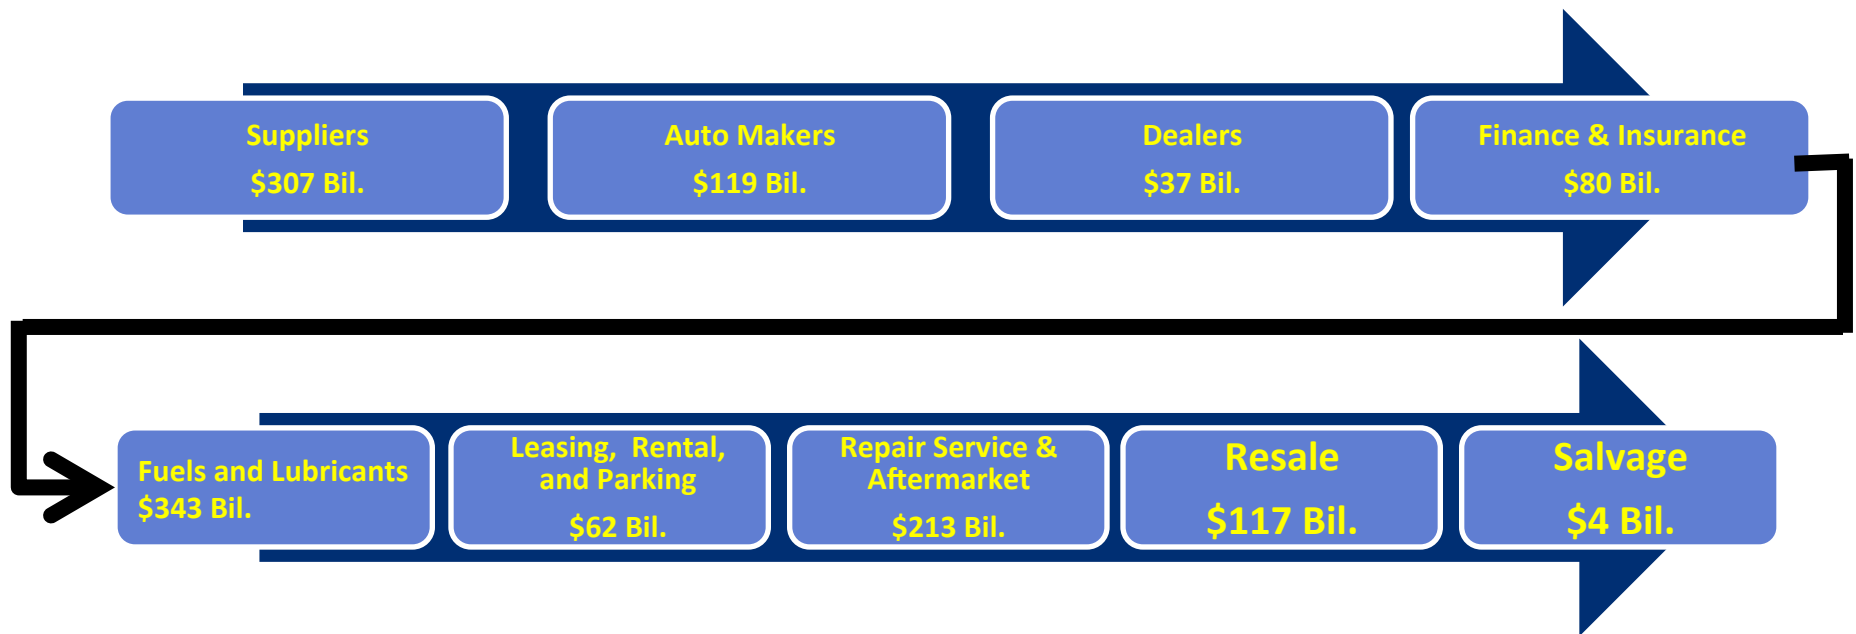 Suppliers
$307 Bil.
Auto Makers
$119 Bil.
Dealers
$37 Bil.
Finance & Insurance
$80 Bil.
Fuels and Lubricants
$343 Bil.
Leasing,  Rental,
and Parking
$62 Bil.
Repair Service &
Aftermarket
$213 Bil.
Resale
$117 Bil.
Salvage
$4 Bil.